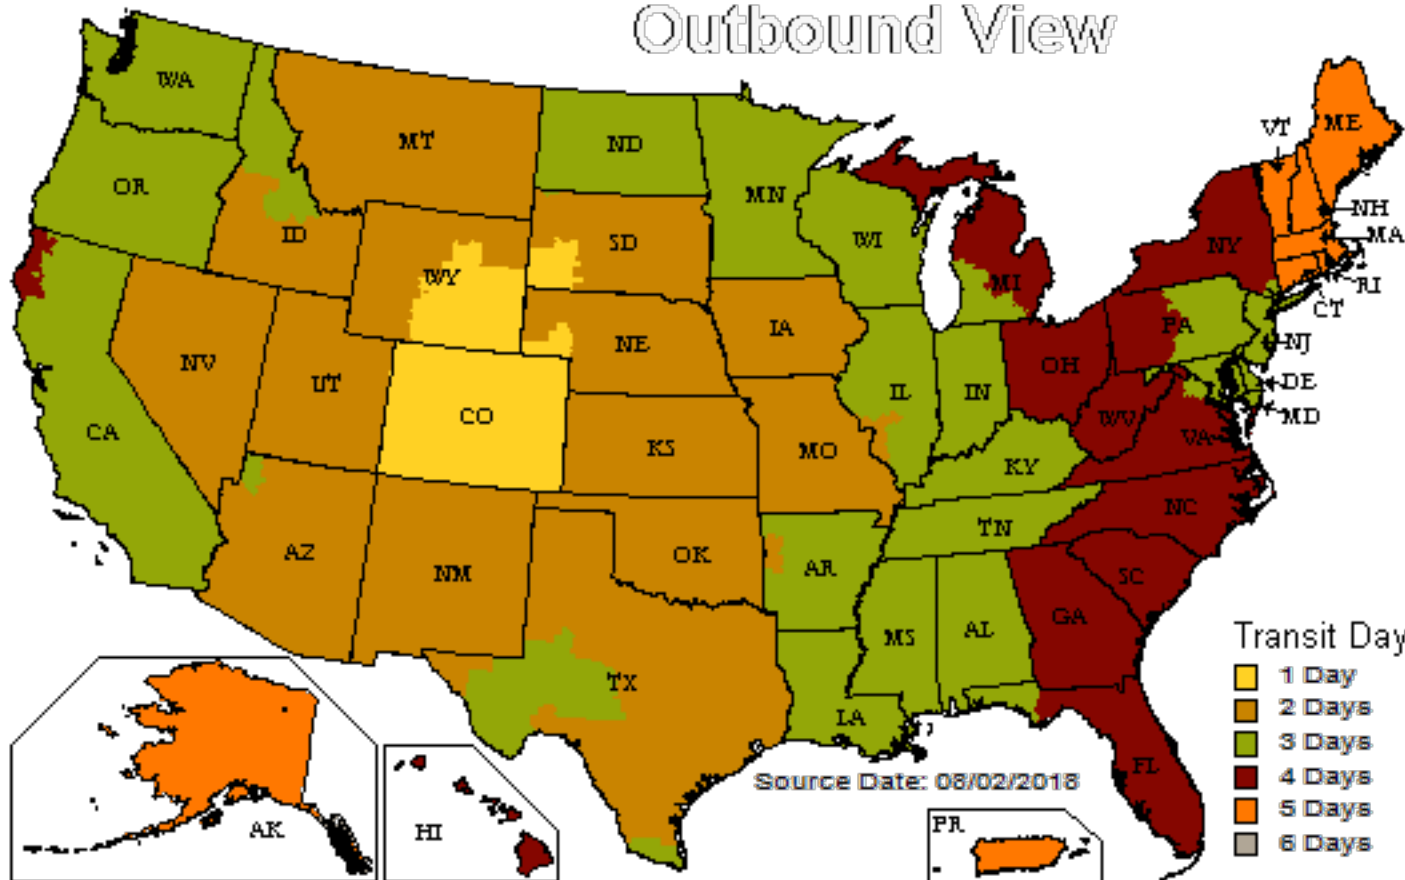 Outbound View
WA
MT
ND
MN
VT
ME
OR
ID
WY
SD
WI
MI
NY
NH
MA
RI
CT
NV
UT
CO
NE
IA
IL
IN
OH
PA
NJ
DE
MD
CA
KS
MO
KY
WV
VA
AZ
NM
OK
AR
TN
NC
SC
TX
LA
MS
AL
GA
FL
AK
HI
PR
Source Date: 08/02/2018
Transit Day
1 Day
2 Days
3 Days
4 Days
5 Days
6 Days